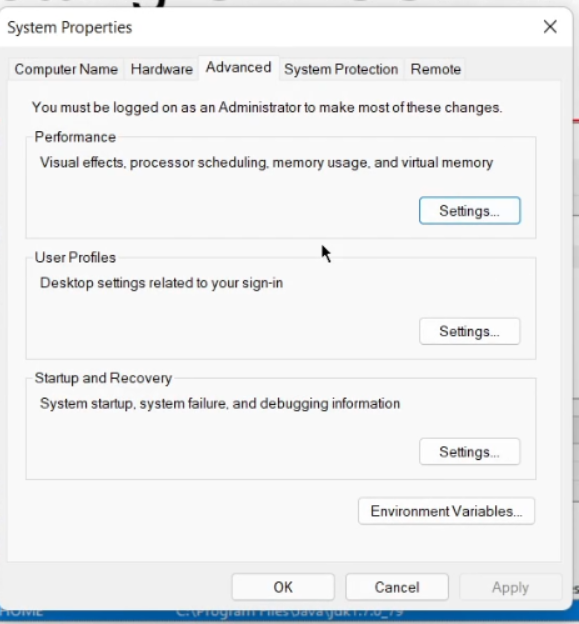 System Properties
Computer Name Hardware Advanced System Protection Remote
You must be logged on as an Administrator to make most of these changes.
Performance
Visual effects, processor scheduling, memory usage, and virtual memory
Settings...
User Profiles
Desktop settings related to your sign-in
Settings...
Startup and Recovery
System startup, system failure, and debugging information
Settings...
Environment Variables...
OK Cancel Apply
HOME C:\Program Files\Java\jdk1.7.0_79